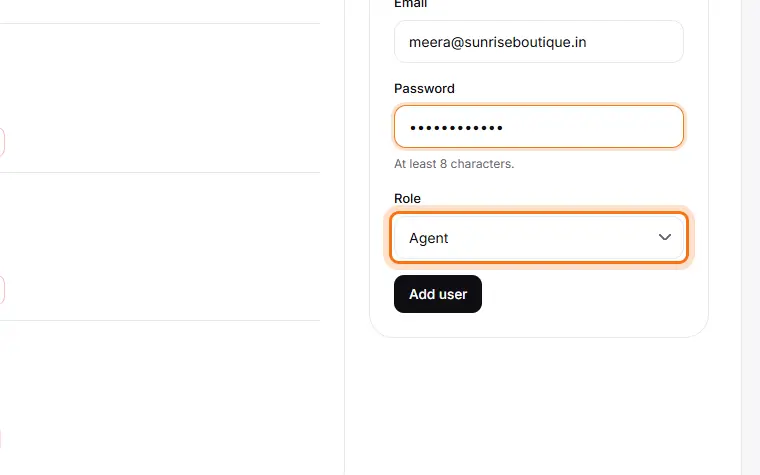 Email
meera@sunriseboutique.in
Password
••••••••••••
At least 8 characters.
Role
Agent
Add user